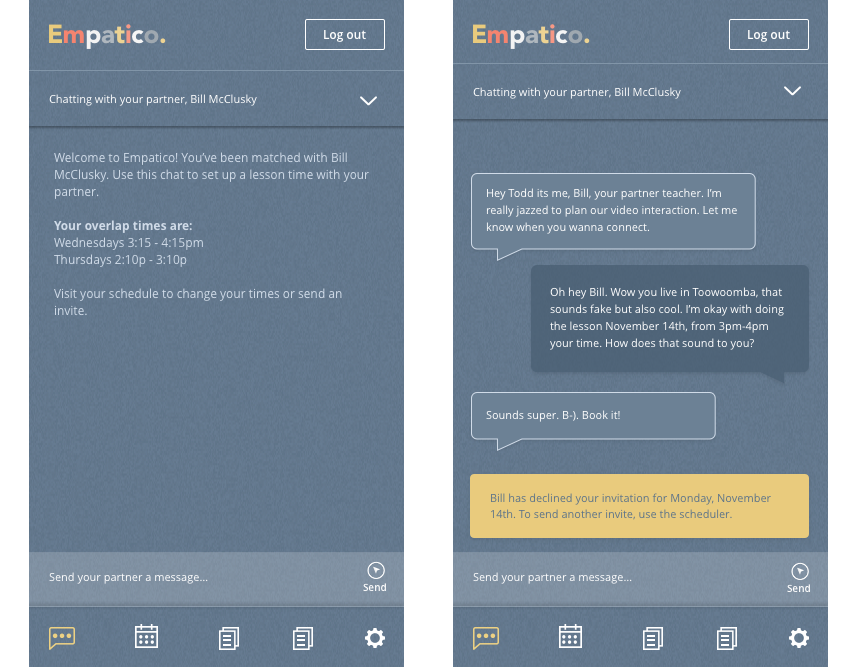 Empatico.
Log out
Chatting with your partner, Bill McClusky
Welcome to Empatico! You’ve been matched with Bill
McClusky. Use this chat to set up a lesson time with your
partner.
Your overlap times are:
Wednesdays 3:15 - 4:15pm
Thursdays 2:10p - 3:10p
Visit your schedule to change your times or send an
invite.
Send your partner a message...
Send
Empatico.
Log out
Chatting with your partner, Bill McClusky
Hey Todd its me, Bill, your partner teacher. I’m
really jazzed to plan our video interaction. Let me
know when you wanna connect.
Oh hey Bill. Wow you live in Toowoomba, that
sounds fake but also cool. I’m okay with doing
the lesson November 14th, from 3pm-4pm
your time. How does that sound to you?
Sounds super. B-). Book it!
Bill has declined your invitation for Monday, November
14th. To send another invite, use the scheduler.
Send your partner a message...
Send